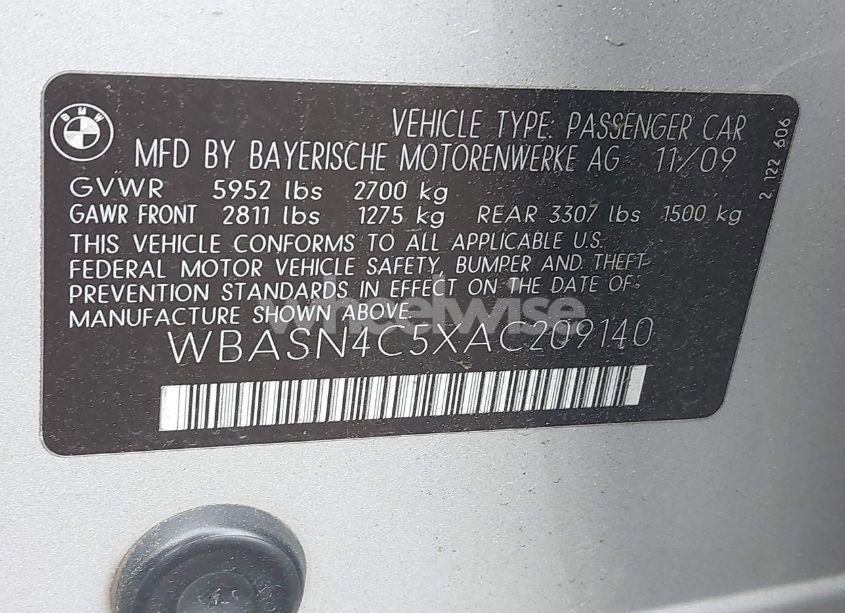 BMW
VEHICLE TYPE: PASSENGER CAR
MFD BY BAYERISCHE MOTORENWERKE AG 11/09
GVWR 5952 lbs 2700 kg
GAWR FRONT 2811 lbs 1275 kg REAR 3307 lbs 1500 kg
THIS VEHICLE CONFORMS TO ALL APPLICABLE U.S.
FEDERAL MOTOR VEHICLE SAFETY, BUMPER AND THEFT
PREVENTION STANDARDS IN EFFECT ON THE DATE OF
MANUFACTURE SHOWN ABOVE.
wheelwise
WBASN4C5XAC209140
2 122 606